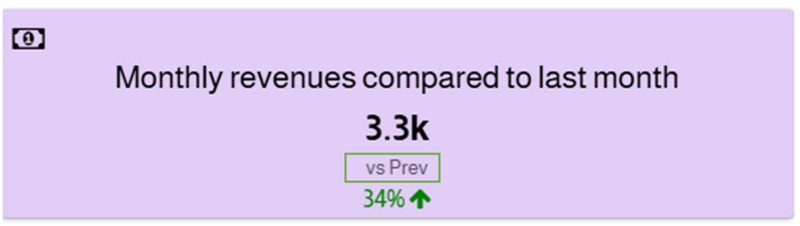 Monthly revenues compared to last month
3.3k
vs Prev
34%